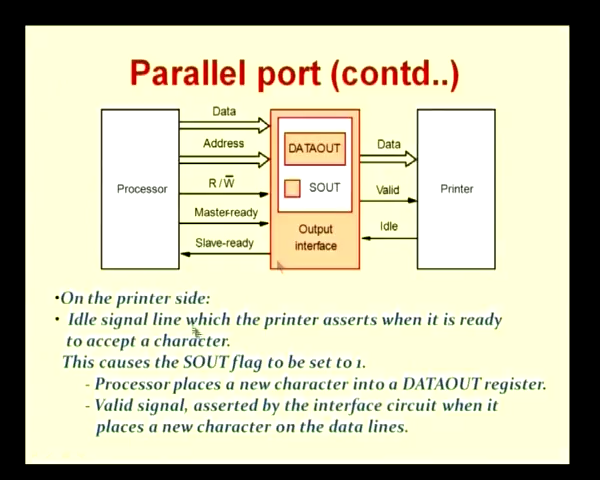 Parallel port (contd..)
Data
Address
R / W̅
Master-ready
Slave-ready
Processor
DATAOUT
SOUT
Output
interface
Data
Valid
Idle
Printer
•On the printer side:
• Idle signal line which the printer asserts when it is ready
to accept a character.
This causes the SOUT flag to be set to 1.
- Processor places a new character into a DATAOUT register.
- Valid signal, asserted by the interface circuit when it
places a new character on the data lines.